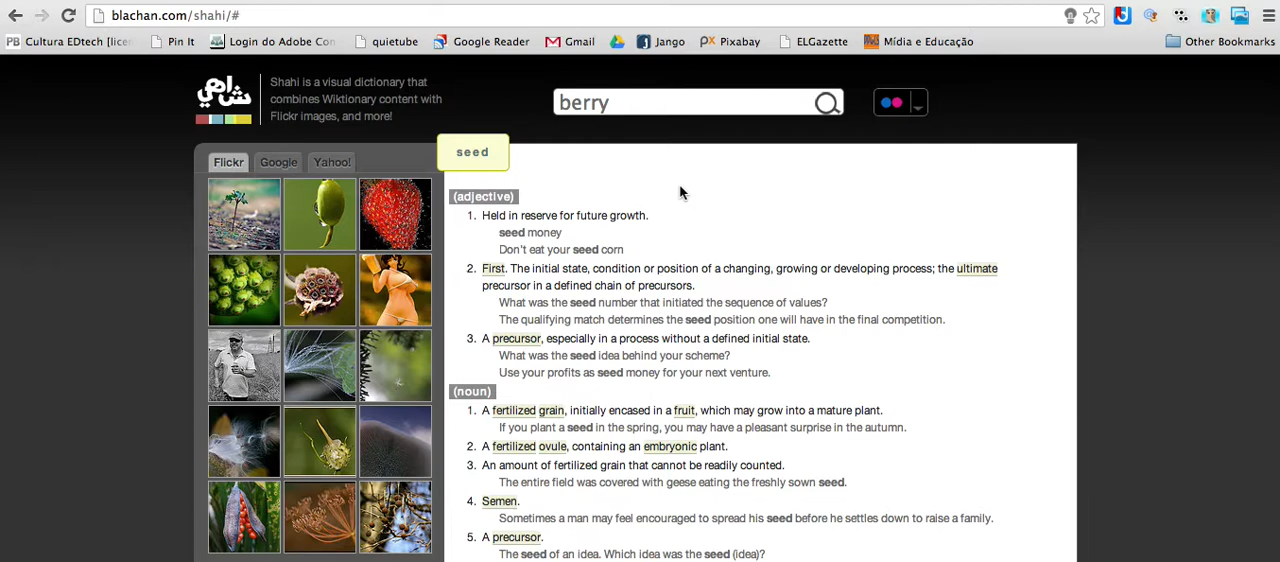 blachan.com/shahi/#
PB Cultura EDtech [licen Pin It Login do Adobe Con quietube Google Reader Gmail Jango Pixabay ELGazette Mídia e Educação Other Bookmarks
شاهي
Shahi is a visual dictionary that
combines Wiktionary content with
Flickr images, and more!
berry
Flickr Google Yahoo!
seed
(adjective)
1. Held in reserve for future growth.
seed money
Don't eat your seed corn
2. First. The initial state, condition or position of a changing, growing or developing process; the ultimate
precursor in a defined chain of precursors.
What was the seed number that initiated the sequence of values?
The qualifying match determines the seed position one will have in the final competition.
3. A precursor, especially in a process without a defined initial state.
What was the seed idea behind your scheme?
Use your profits as seed money for your next venture.
(noun)
1. A fertilized grain, initially encased in a fruit, which may grow into a mature plant.
If you plant a seed in the spring, you may have a pleasant surprise in the autumn.
2. A fertilized ovule, containing an embryonic plant.
3. An amount of fertilized grain that cannot be readily counted.
The entire field was covered with geese eating the freshly sown seed.
4. Semen.
Sometimes a man may feel encouraged to spread his seed before he settles down to raise a family.
5. A precursor.
The seed of an idea. Which idea was the seed (idea)?